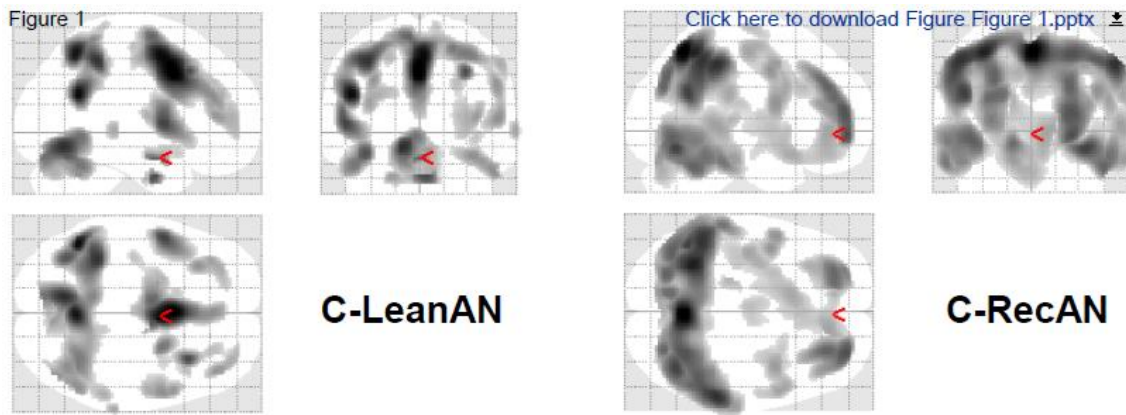 Figure 1
Click here to download Figure Figure 1.pptx
C-LeanAN
C-RecAN